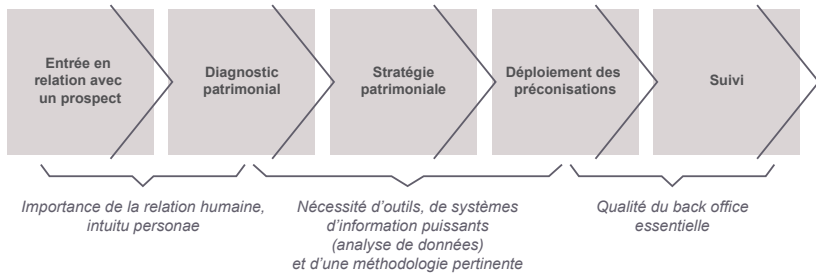 Entrée en
relation avec
un prospect
Diagnostic
patrimonial
Stratégie
patrimoniale
Déploiement des
préconisations
Suivi
Importance de la relation humaine,
intuitu personae
Nécessité d’outils, de systèmes
d’information puissants
(analyse de données)
et d’une méthodologie pertinente
Qualité du back office
essentielle